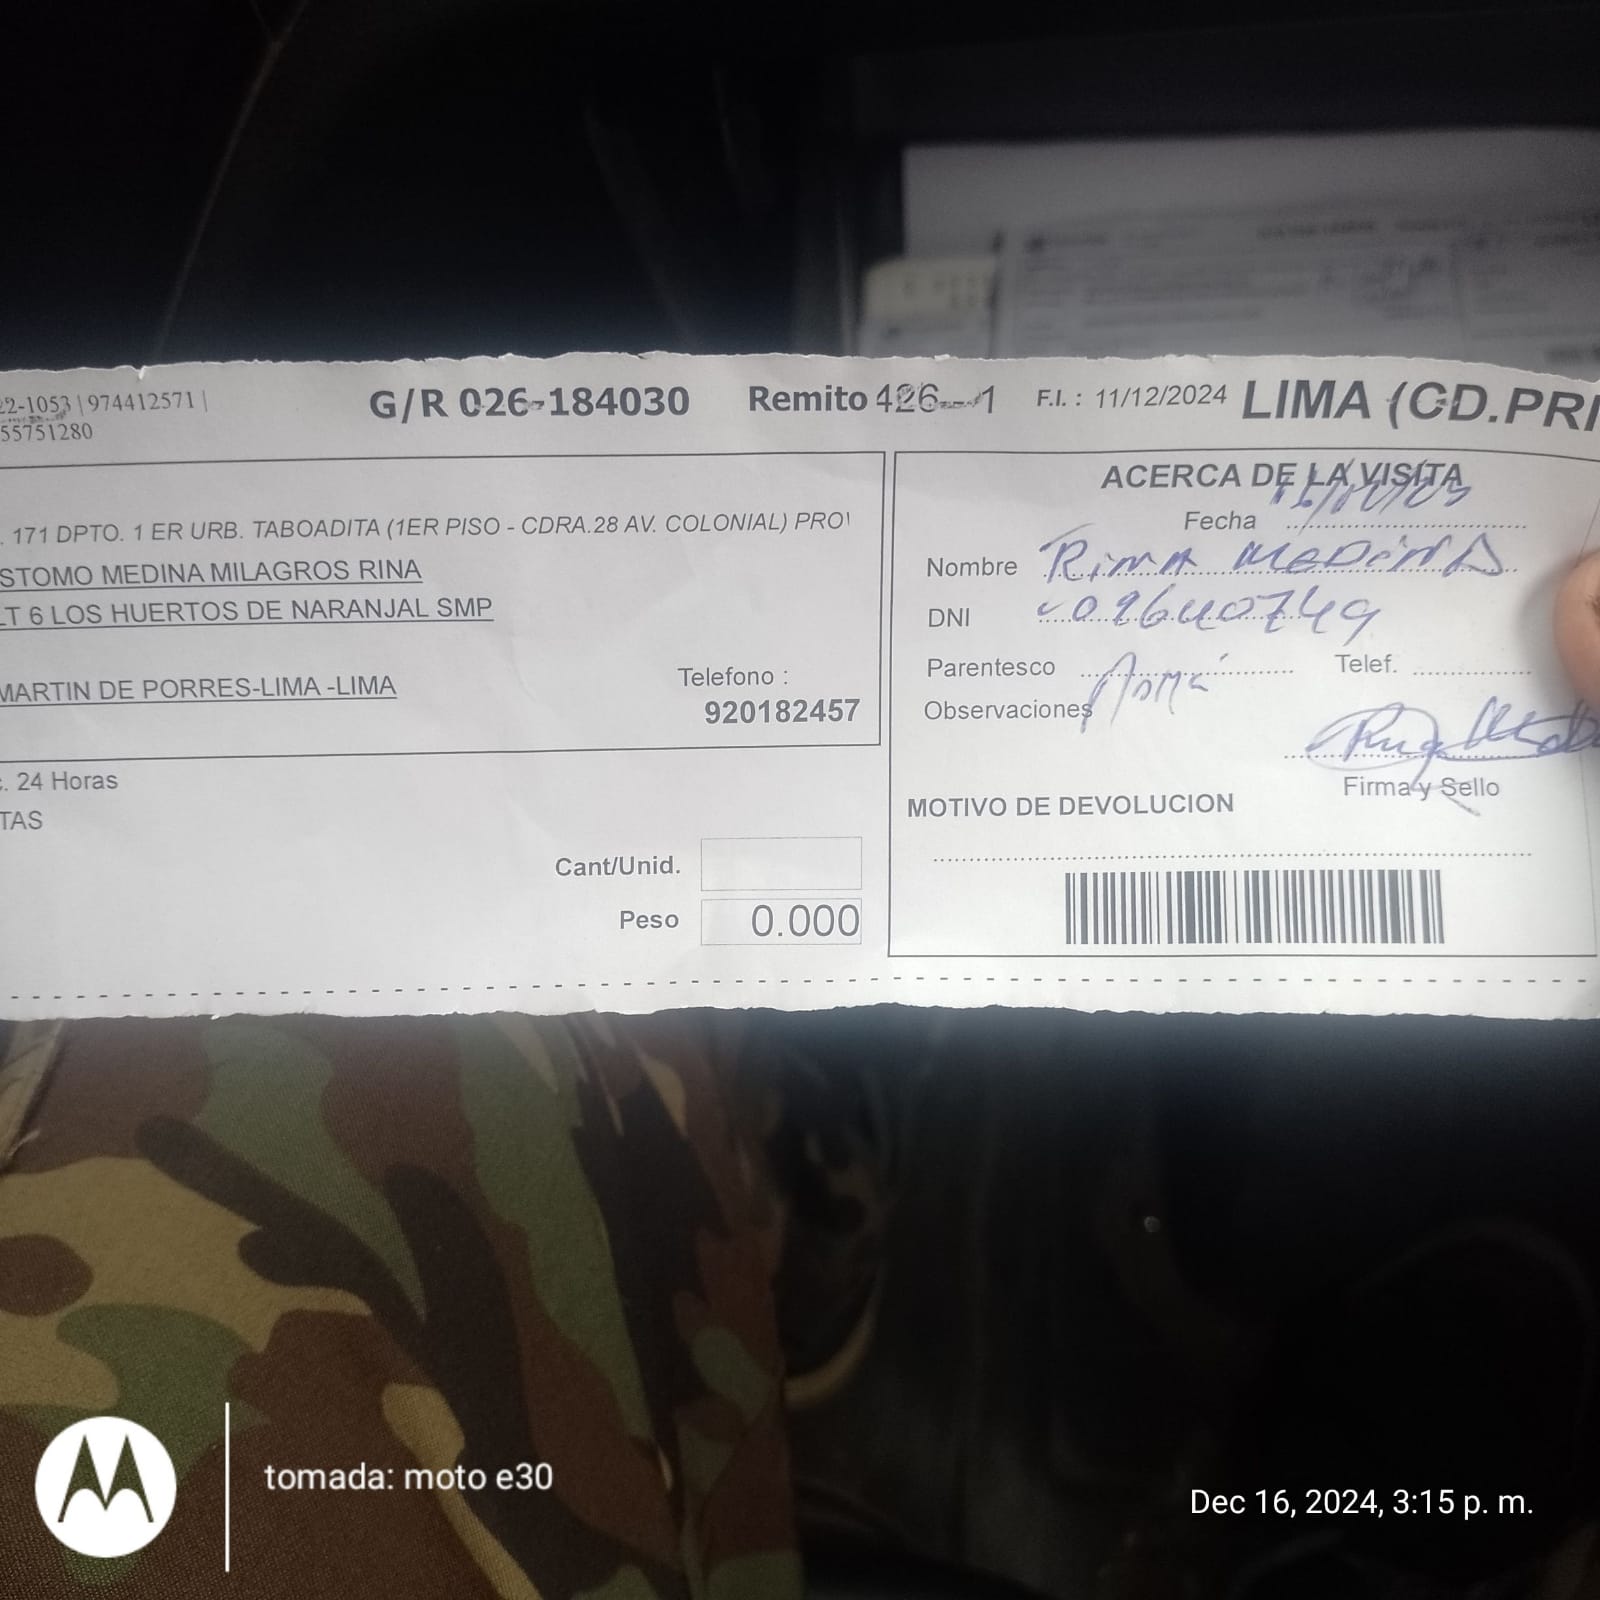 22-1053 | 974412571 |
55751280
G/R 026-184030 Remito 426 1 F.I. : 11/12/2024 LIMA (CD.PRI
. 171 DPTO. 1 ER URB. TABOADITA (1ER PISO - CDRA.28 AV. COLONIAL) PRO
STOMO MEDINA MILAGROS RINA
LT 6 LOS HUERTOS DE NARANJAL SMP
MARTIN DE PORRES-LIMA -LIMA
Telefono :
920182457
. 24 Horas
TAS
Cant/Unid.
Peso 0.000
ACERCA DE LA VISITA
Fecha
Nombre Rina MEDINA
DNI
Parentesco Telef.
Observaciones
Firma y Sello
MOTIVO DE DEVOLUCION
tomada: moto e30
Dec 16, 2024, 3:15 p. m.